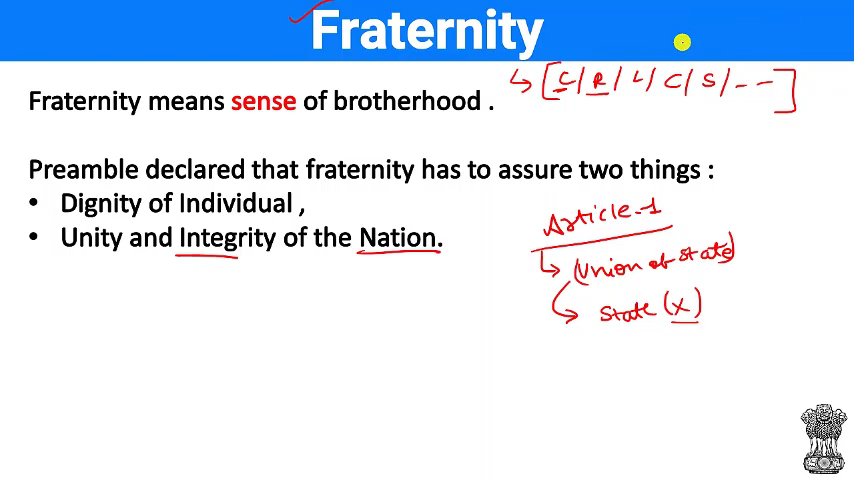 Fraternity
[C/R/L/C/S/--]
Fraternity means sense of brotherhood .
Preamble declared that fraternity has to assure two things :
• Dignity of Individual ,
• Unity and Integrity of the Nation.
Article-1
(Union of state)
State (X)